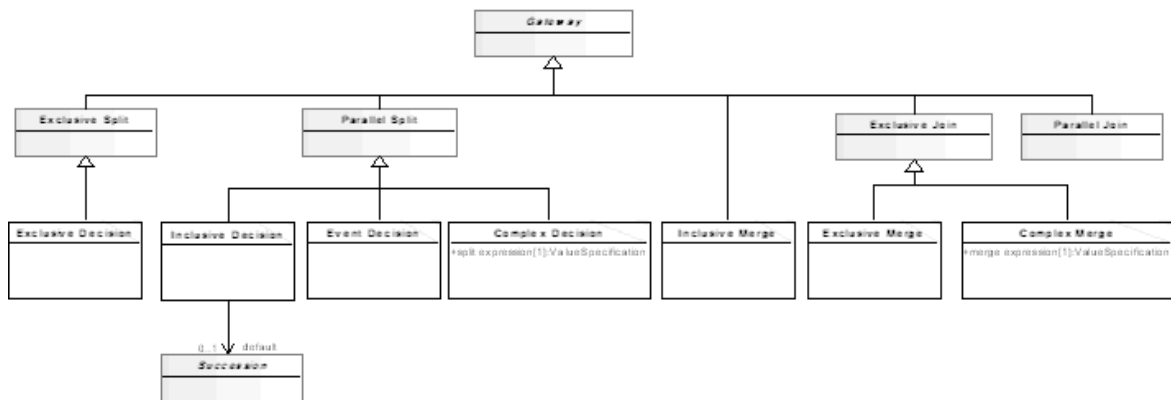 Gateway
Exclusive Split
Parallel Split
Exclusive Join
Parallel Join
Exclusive Decision
Inclusive Decision
Event Decision
Complex Decision
+split expression[1]:ValueSpecification
Inclusive Merge
Exclusive Merge
Complex Merge
+merge expression[1]:ValueSpecification
0..1
default
Succession